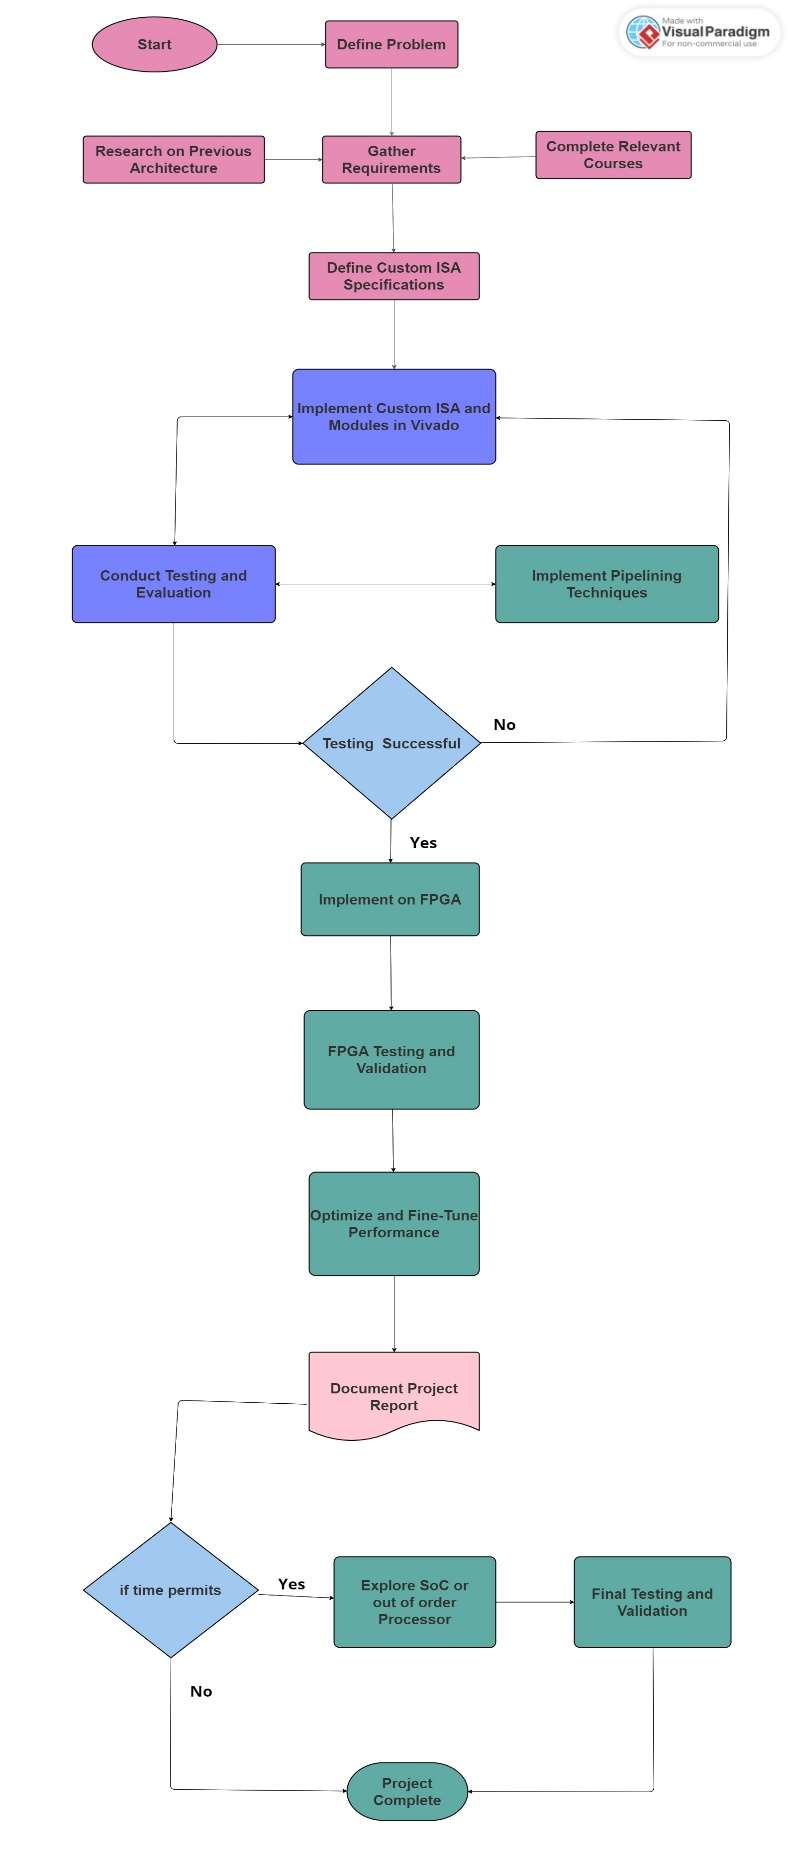 Made with
VisualParadigm
For non-commercial use
Start
Define Problem
Research on Previous
Architecture
Gather
Requirements
Complete Relevant
Courses
Define Custom ISA
Specifications
Implement Custom ISA and
Modules in Vivado
Conduct Testing and
Evaluation
Implement Pipelining
Techniques
Testing  Successful
No
Yes
Implement on FPGA
FPGA Testing and
Validation
Optimize and Fine-Tune
Performance
Document Project
Report
if time permits
Yes
Explore SoC or
out of order
Processor
Final Testing and
Validation
No
Project
Complete